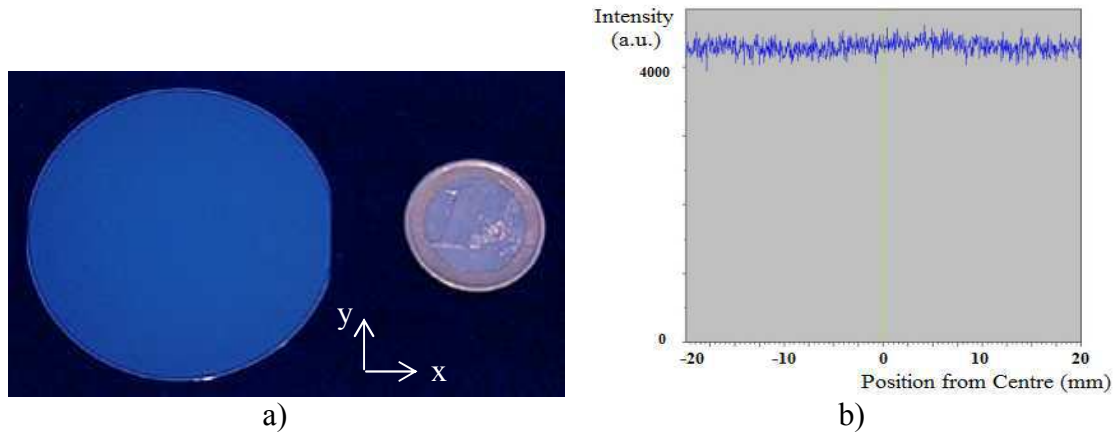 Intensity
(a.u.)
4000
0
-20 -10 0 10 20
Position from Centre (mm)
y
x
a) b)